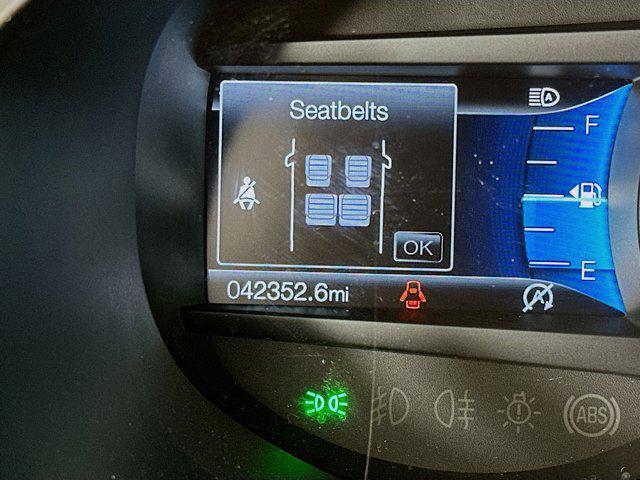 Seatbelts
A
F
OK
E
042352.6mi
A
ABS